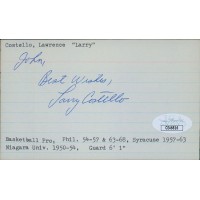 Costello, Lawrence "Larry"
John,
Best Wishes,
Larry Costello
Basketball Pro, Phil. 54-57 & 63-68, Syracuse 1957-63
Niagara Univ. 1950-54, Guard 6' 1"